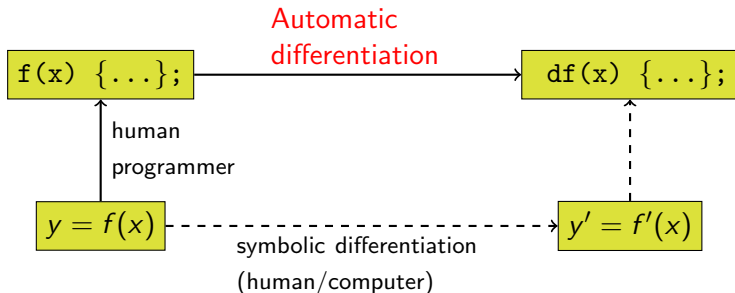 Automatic
differentiation
f(x) {...};
df(x) {...};
human
programmer
y = f(x)
y′ = f′(x)
symbolic differentiation
(human/computer)